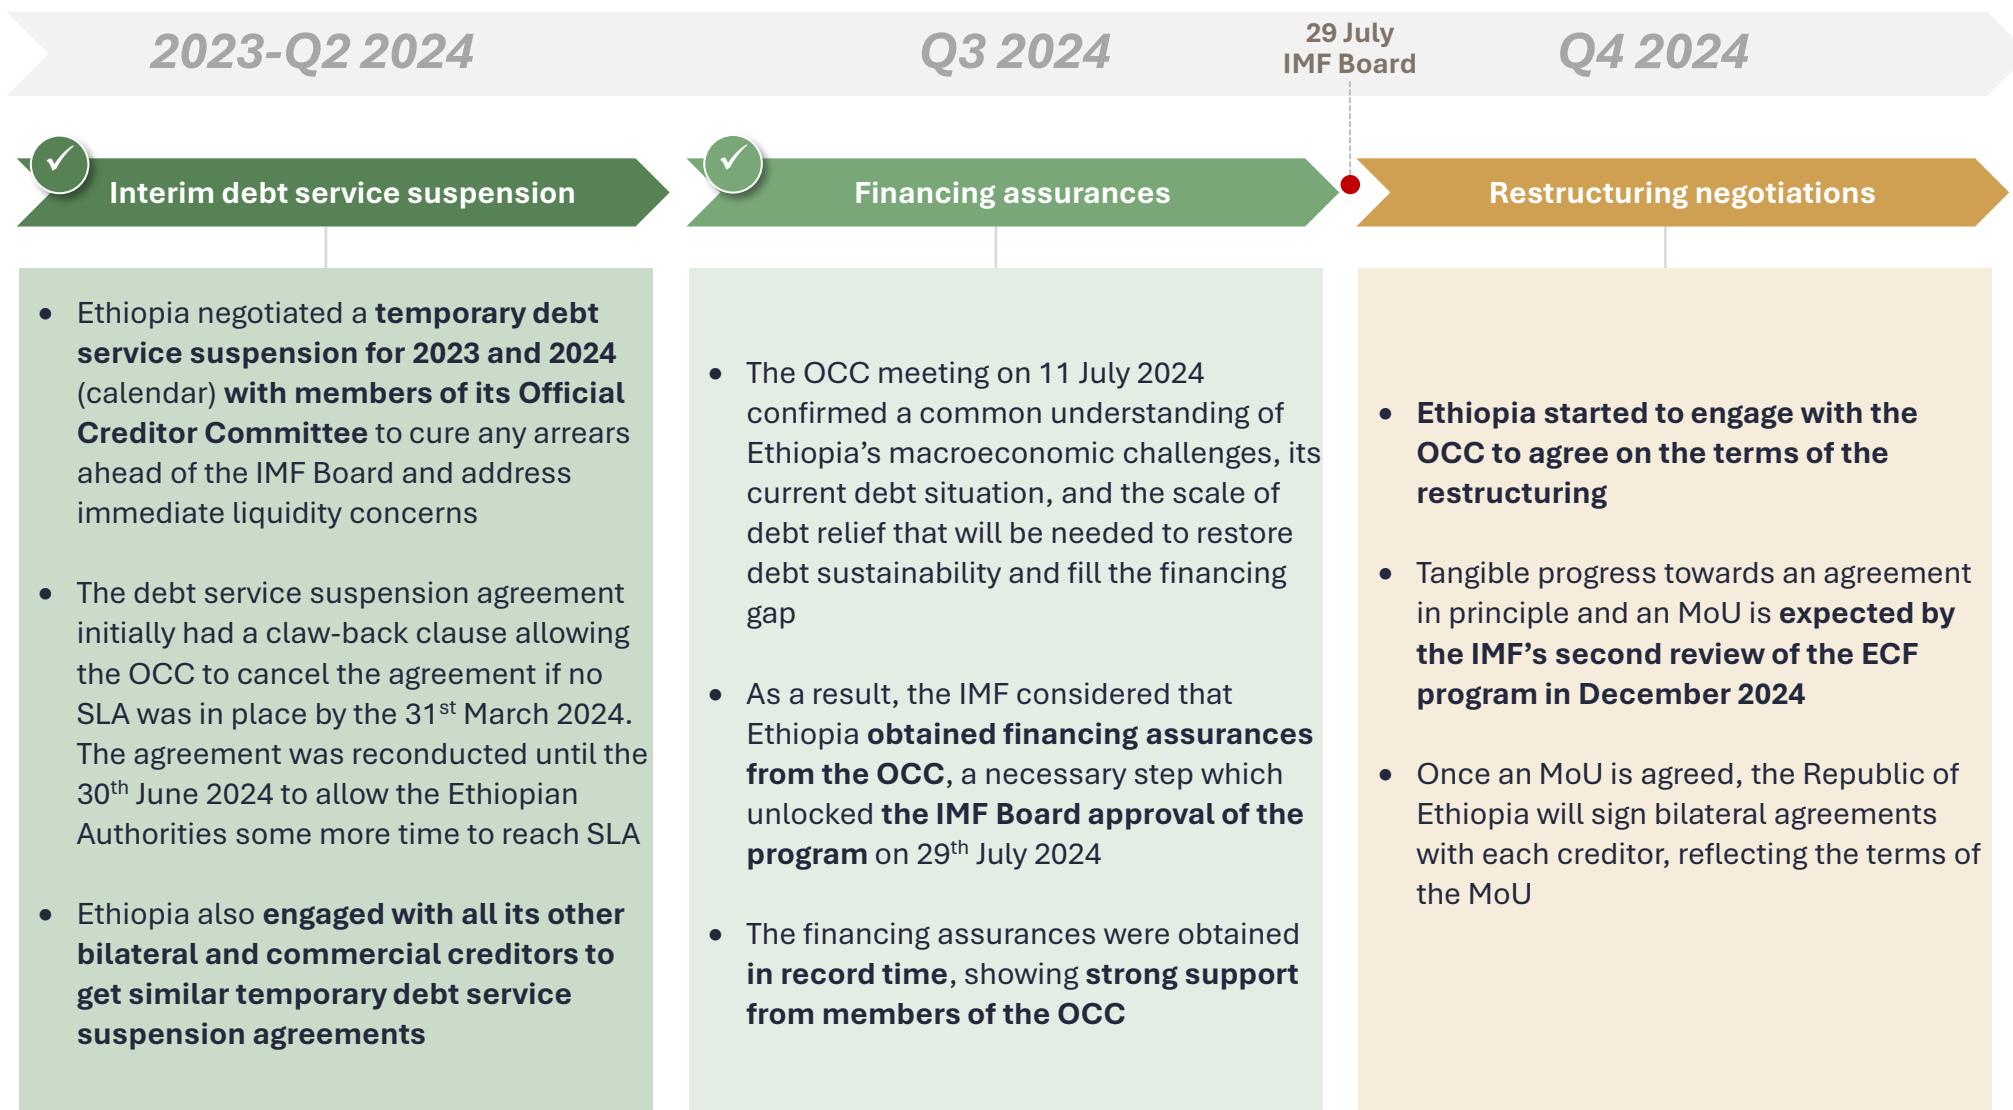 2023-Q2 2024
Q3 2024
29 July
IMF Board
Q4 2024
Interim debt service suspension
Financing assurances
Restructuring negotiations
• Ethiopia negotiated a temporary debt
service suspension for 2023 and 2024
(calendar) with members of its Official
Creditor Committee to cure any arrears
ahead of the IMF Board and address
immediate liquidity concerns
• The debt service suspension agreement
initially had a claw-back clause allowing
the OCC to cancel the agreement if no
SLA was in place by the 31st March 2024.
The agreement was reconducted until the
30th June 2024 to allow the Ethiopian
Authorities some more time to reach SLA
• Ethiopia also engaged with all its other
bilateral and commercial creditors to
get similar temporary debt service
suspension agreements
• The OCC meeting on 11 July 2024
confirmed a common understanding of
Ethiopia’s macroeconomic challenges, its
current debt situation, and the scale of
debt relief that will be needed to restore
debt sustainability and fill the financing
gap
• As a result, the IMF considered that
Ethiopia obtained financing assurances
from the OCC, a necessary step which
unlocked the IMF Board approval of the
program on 29th July 2024
• The financing assurances were obtained
in record time, showing strong support
from members of the OCC
• Ethiopia started to engage with the
OCC to agree on the terms of the
restructuring
• Tangible progress towards an agreement
in principle and an MoU is expected by
the IMF’s second review of the ECF
program in December 2024
• Once an MoU is agreed, the Republic of
Ethiopia will sign bilateral agreements
with each creditor, reflecting the terms of
the MoU